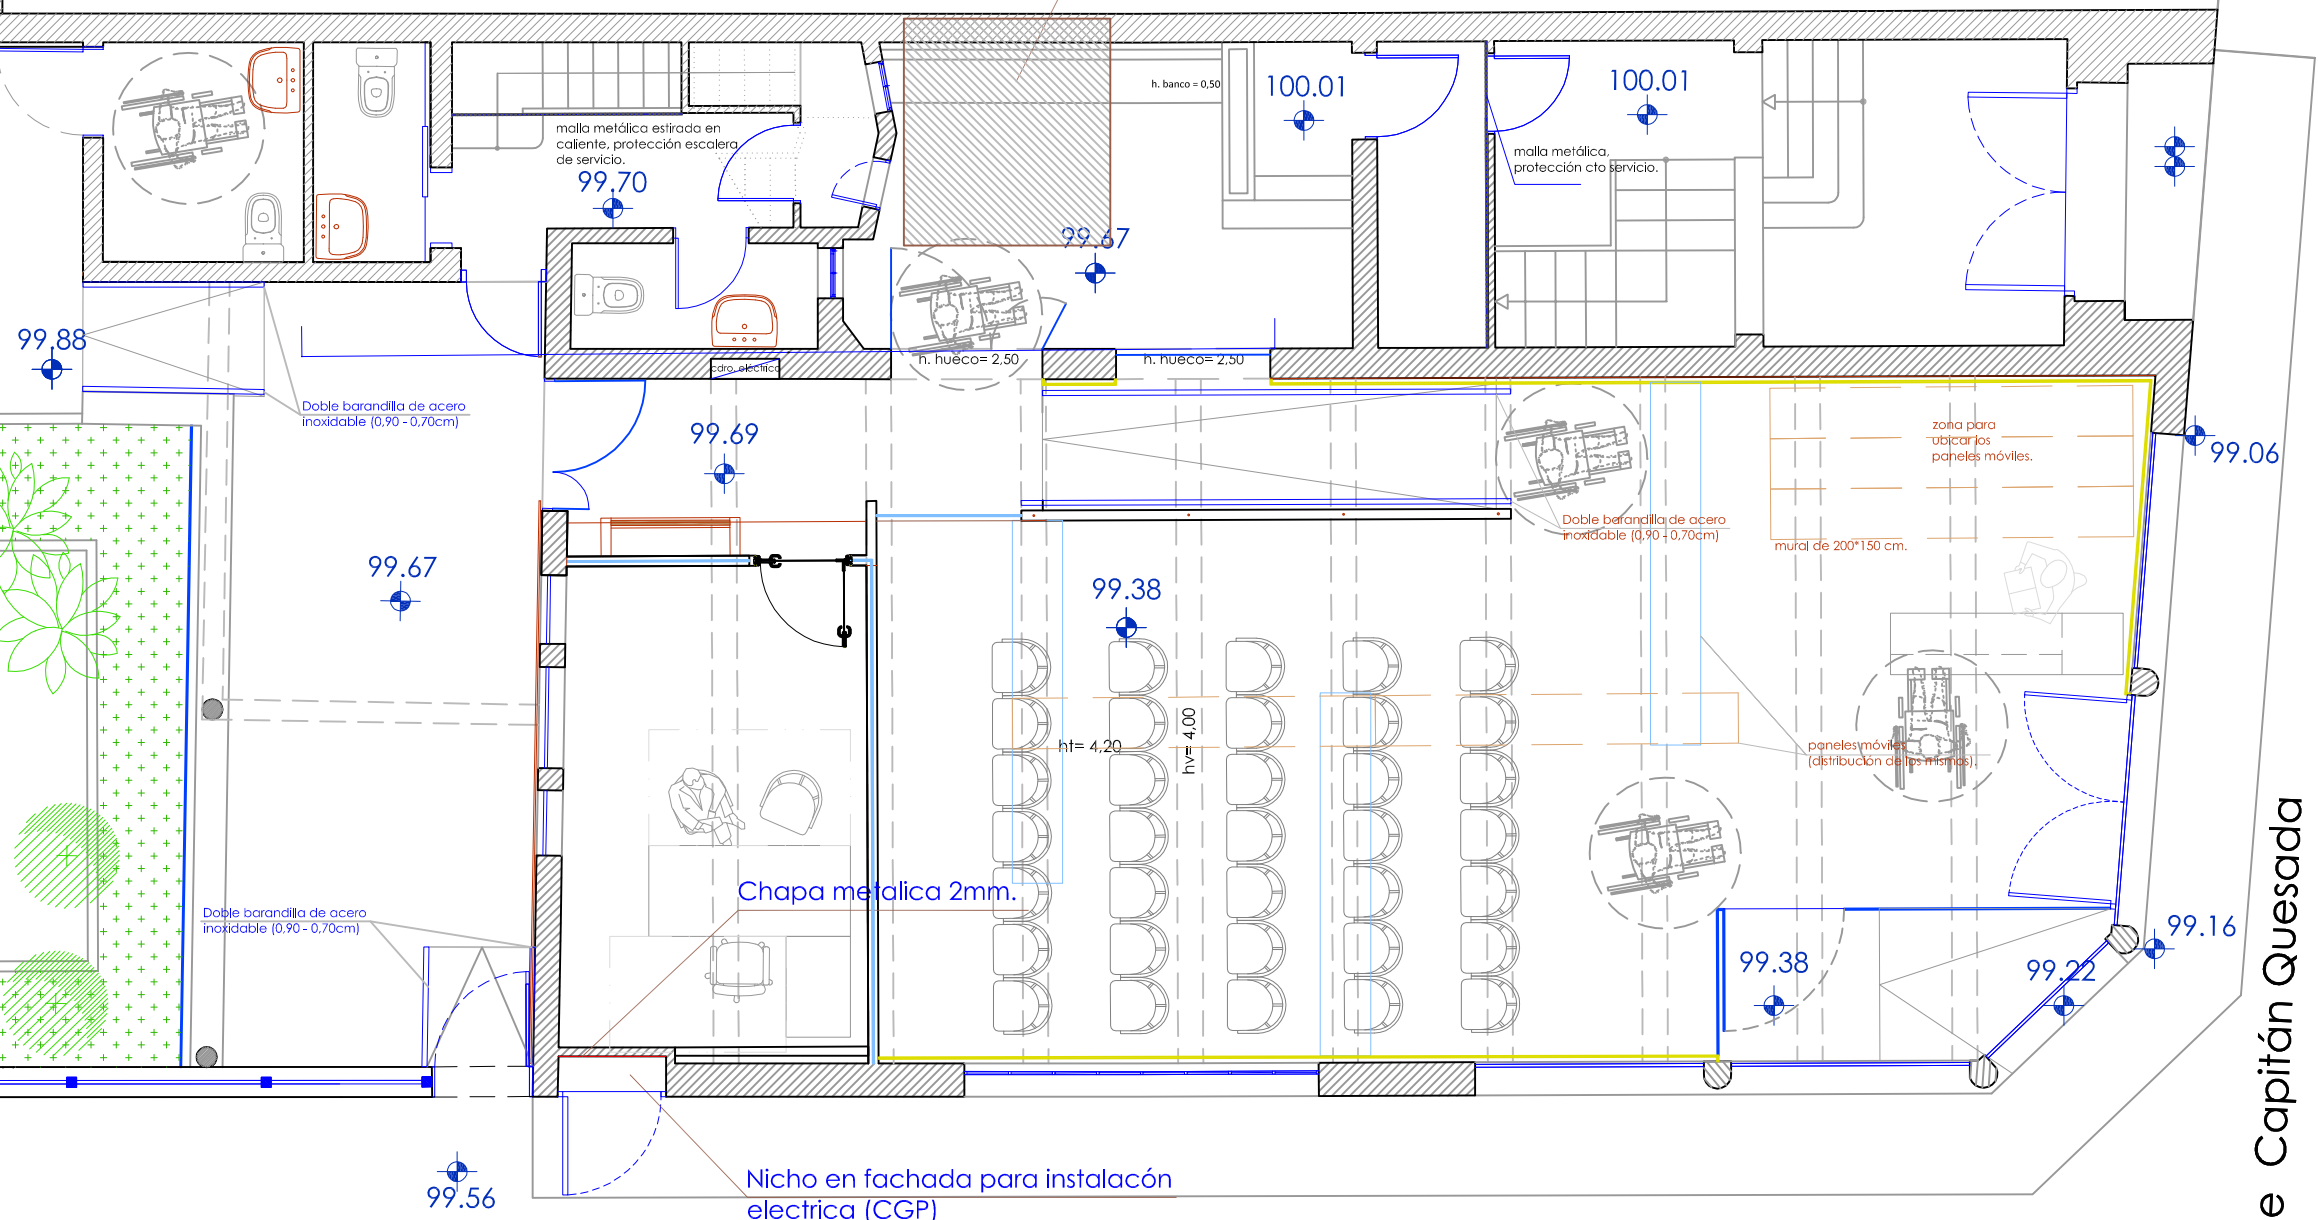 h. banco = 0,50
100.01
100.01
malla metálica estirada en
caliente, protección escalera
de servicio.
99.70
malla metálica,
protección cto servicio.
99.67
99.88
h. hueco= 2,50
h. hueco= 2,50
cdro. eléctrico
Doble barandilla de acero
inoxidable (0,90 - 0,70cm)
99.69
zona para
ubicar los
paneles móviles.
99.06
Doble barandilla de acero
inoxidable (0,90 - 0,70cm)
mural de 200*150 cm.
99.67
99.38
ht= 4,20
hv= 4,00
paneles móviles
(distribución de los mismos).
Chapa metalica 2mm.
Doble barandilla de acero
inoxidable (0,90 - 0,70cm)
99.16
99.38
99.22
e Capitán Quesada
99.56
Nicho en fachada para instalacón
electrica (CGP)